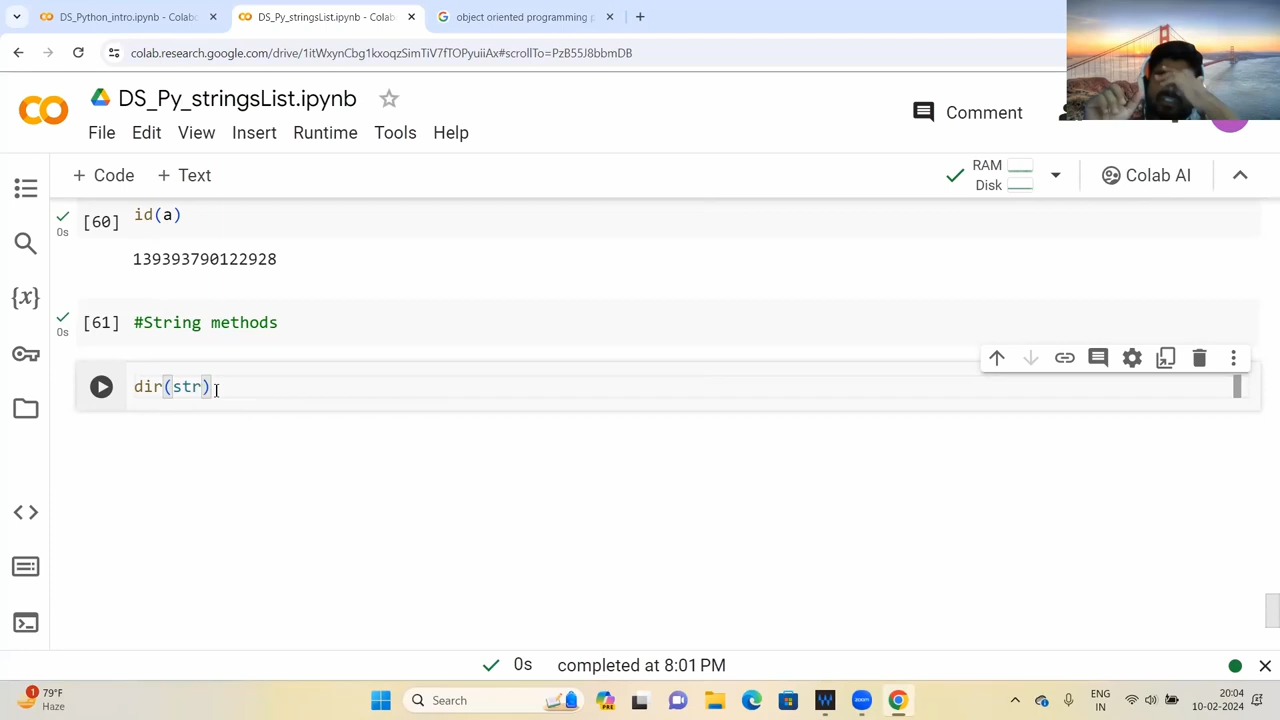 DS_Python_intro.ipynb - Colab
DS_Py_stringsList.ipynb - Colab
object oriented programming p
colab.research.google.com/drive/1itWxynCbg1kxoqzSimTiV7fTOPyuiiAx#scrollTo=PzB55J8bbmDB
DS_Py_stringsList.ipynb
Comment
File Edit View Insert Runtime Tools Help
+ Code + Text
RAM
Disk
Colab AI
[60] id(a)
0s
139393790122928
[61] #String methods
0s
dir(str)
{x}
0s completed at 8:01 PM
1
79°F
Haze
Search
PRE
zoom
ENG
IN
20:04
10-02-2024